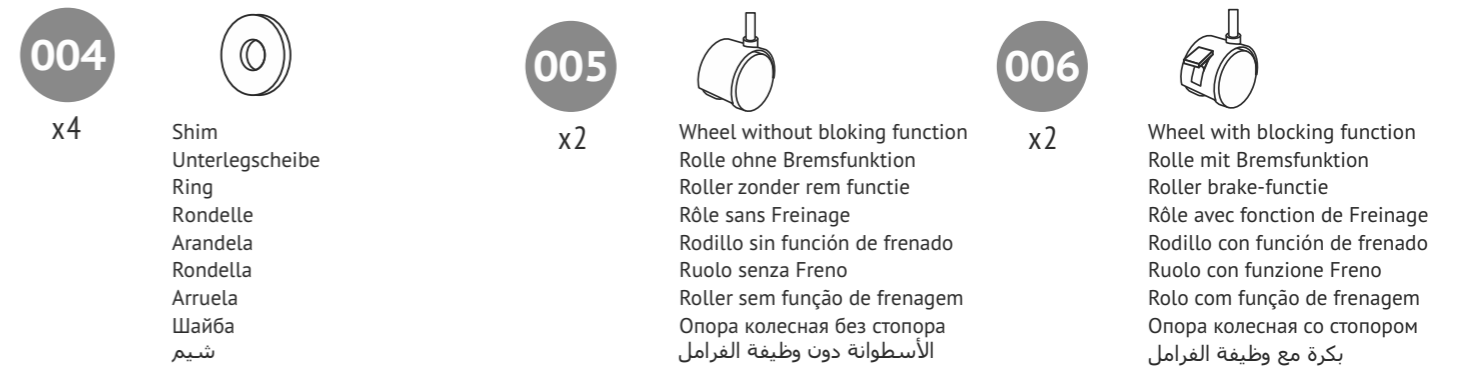 004
x4
Shim
Unterlegscheibe
Ring
Rondelle
Arandela
Rondella
Arruela
Шайба
شيم
005
x2
Wheel without bloking function
Rolle ohne Bremsfunktion
Roller zonder rem functie
Rôle sans Freinage
Rodillo sin función de frenado
Ruolo senza Freno
Roller sem função de frenagem
Опора колесная без стопора
الأسطوانة دون وظيفة الفرامل
006
x2
Wheel with blocking function
Rolle mit Bremsfunktion
Roller brake-functie
Rôle avec fonction de Freinage
Rodillo con función de frenado
Ruolo con funzione Freno
Rolo com função de frenagem
Опора колесная со стопором
بكرة مع وظيفة الفرامل